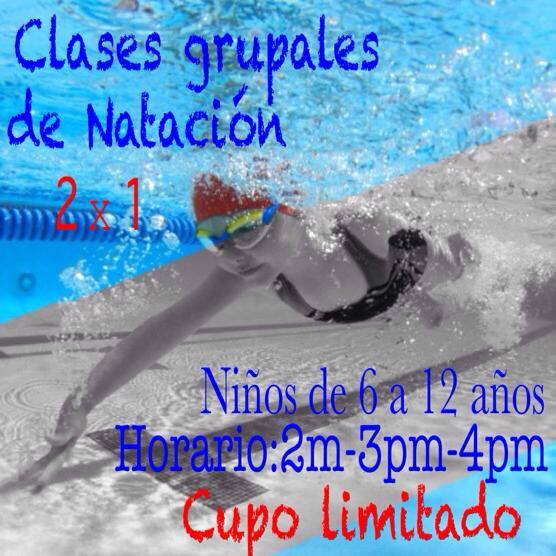 Clases grupales
de Natación
2 x 1
Niños de 6 a 12 años
Horario:2m-3pm-4pm
Cupo limitado